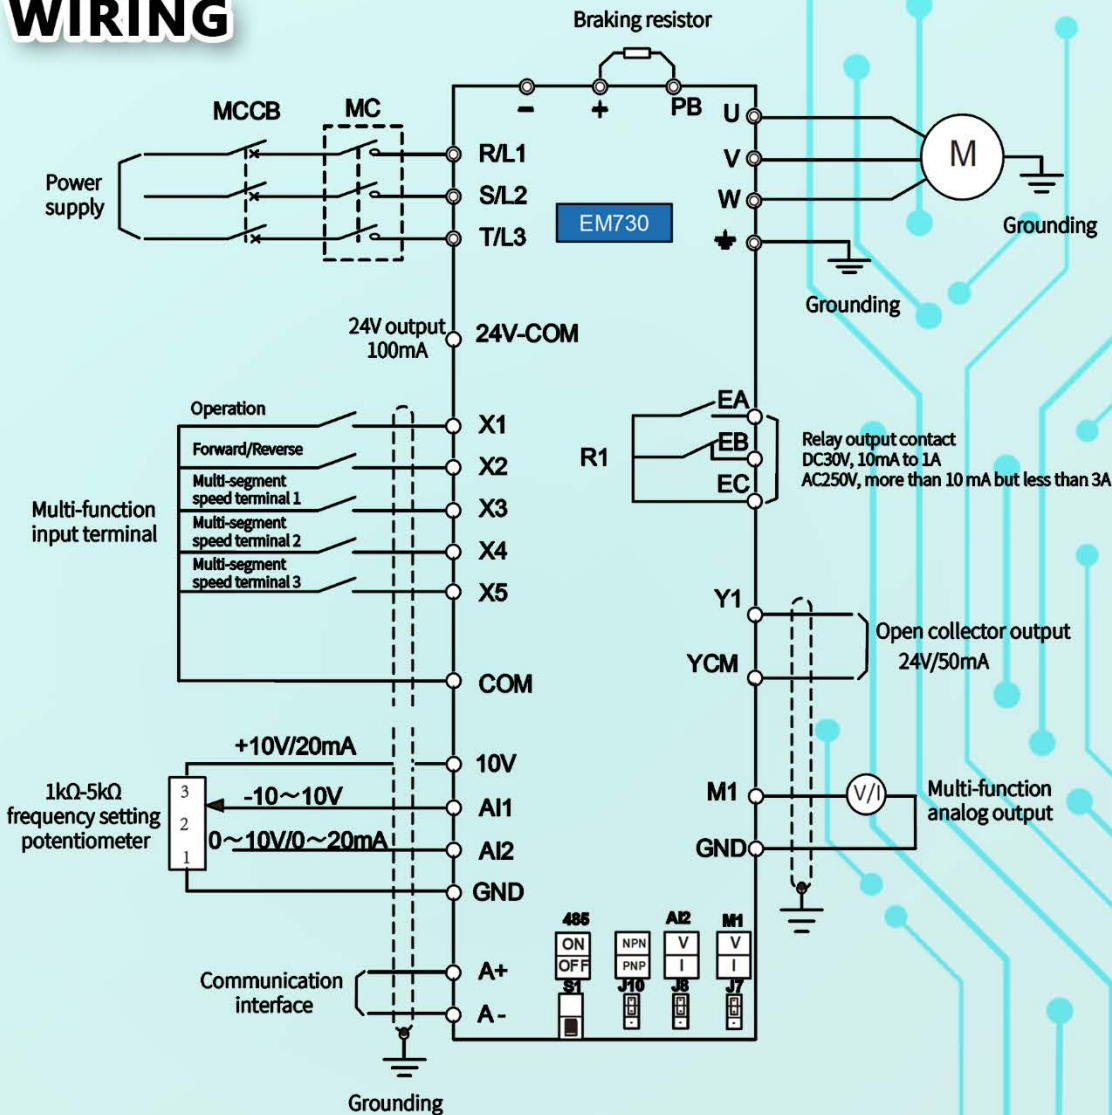 WIRING
Braking resistor
MCCB
MC
-
+
PB
Power
supply
R/L1
S/L2
T/L3
EM730
U
V
W
M
Grounding
Grounding
24V output
100mA
24V-COM
Multi-function
input terminal
Operation
Forward/Reverse
Multi-segment
speed terminal 1
Multi-segment
speed terminal 2
Multi-segment
speed terminal 3
X1
X2
X3
X4
X5
COM
R1
EA
EB
EC
Relay output contact
DC30V, 10mA to 1A
AC250V, more than 10 mA but less than 3A
Y1
YCM
Open collector output
24V/50mA
1kΩ-5kΩ
frequency setting
potentiometer
3
2
1
+10V/20mA
-10～10V
0～10V/0～20mA
10V
AI1
AI2
GND
M1
GND
V/I
Multi-function
analog output
Communication
interface
A+
A-
485
ON
OFF
S1
NPN
PNP
J10
AI2
V
I
J8
M1
V
I
J7
Grounding